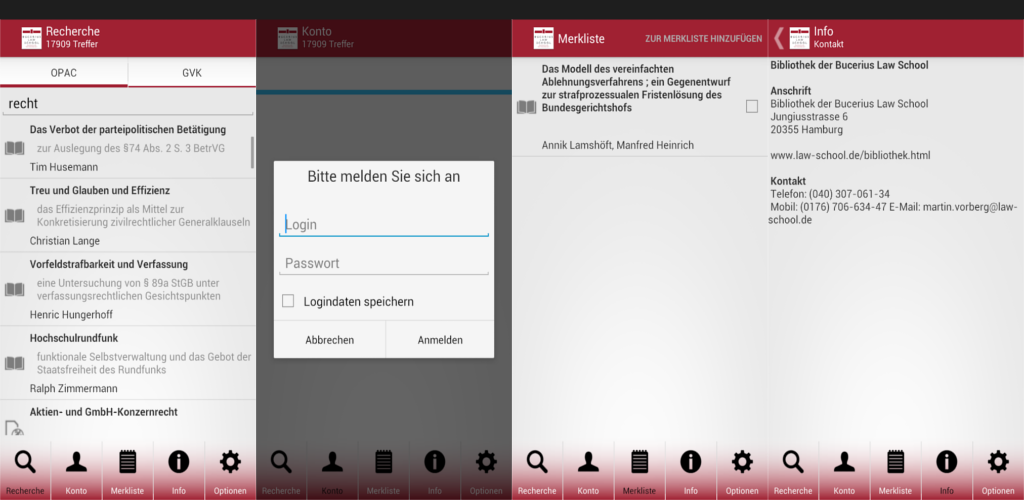 Recherche
17909 Treffer
OPAC
GVK
recht
Das Verbot der parteipolitischen Betätigung
zur Auslegung des §74 Abs. 2 S. 3 BetrVG
Tim Husemann
Treu und Glauben und Effizienz
das Effizienzprinzip als Mittel zur
Konkretisierung zivilrechtlicher Generalklauseln
Christian Lange
Vorfeldstrafbarkeit und Verfassung
eine Untersuchung von § 89a StGB unter
verfassungsrechtlichen Gesichtspunkten
Henric Hungerhoff
Hochschulrundfunk
funktionale Selbstverwaltung und das Gebot der
Staatsfreiheit des Rundfunks
Ralph Zimmermann
Aktien- und GmbH-Konzernrecht
Recherche
Konto
Merkliste
Info
Optionen
Konto
17909 Treffer
Bitte melden Sie sich an
Login
Passwort
Logindaten speichern
Abbrechen
Anmelden
Recherche
Konto
Merkliste
Info
Optionen
Merkliste
ZUR MERKLISTE HINZUFÜGEN
Das Modell des vereinfachten
Ablehnungsverfahrens ; ein Gegenentwurf
zur strafprozessualen Fristenlösung des
Bundesgerichtshofs
Annik Lamshöft, Manfred Heinrich
Recherche
Konto
Merkliste
Info
Optionen
Info
Kontakt
Bibliothek der Bucerius Law School
Anschrift
Bibliothek der Bucerius Law School
Jungiusstrasse 6
20355 Hamburg
www.law-school.de/bibliothek.html
Kontakt
Telefon: (040) 307-061-34
Mobil: (0176) 706-634-47 E-Mail: martin.vorberg@law-
school.de
Recherche
Konto
Merkliste
Info
Optionen